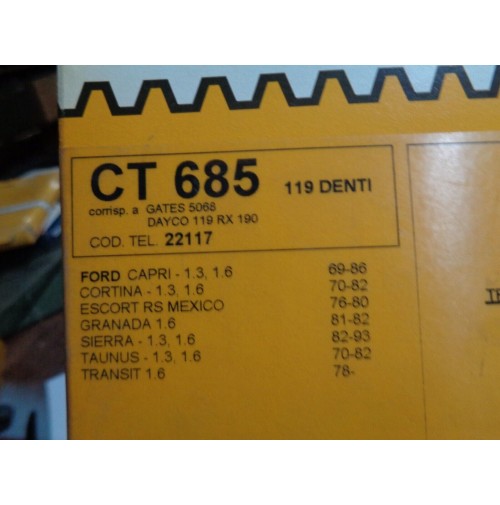 CT 685 119 DENTI
corrisp. a GATES 5068
DAYCO 119 RX 190
COD. TEL. 22117
FORD CAPRI - 1.3, 1.6 69-86
CORTINA - 1.3, 1.6 70-82
ESCORT RS MEXICO 76-80
GRANADA 1.6 81-82
SIERRA - 1.3, 1.6 82-93
TAUNUS - 1.3, 1.6 70-82
TRANSIT 1.6 78-